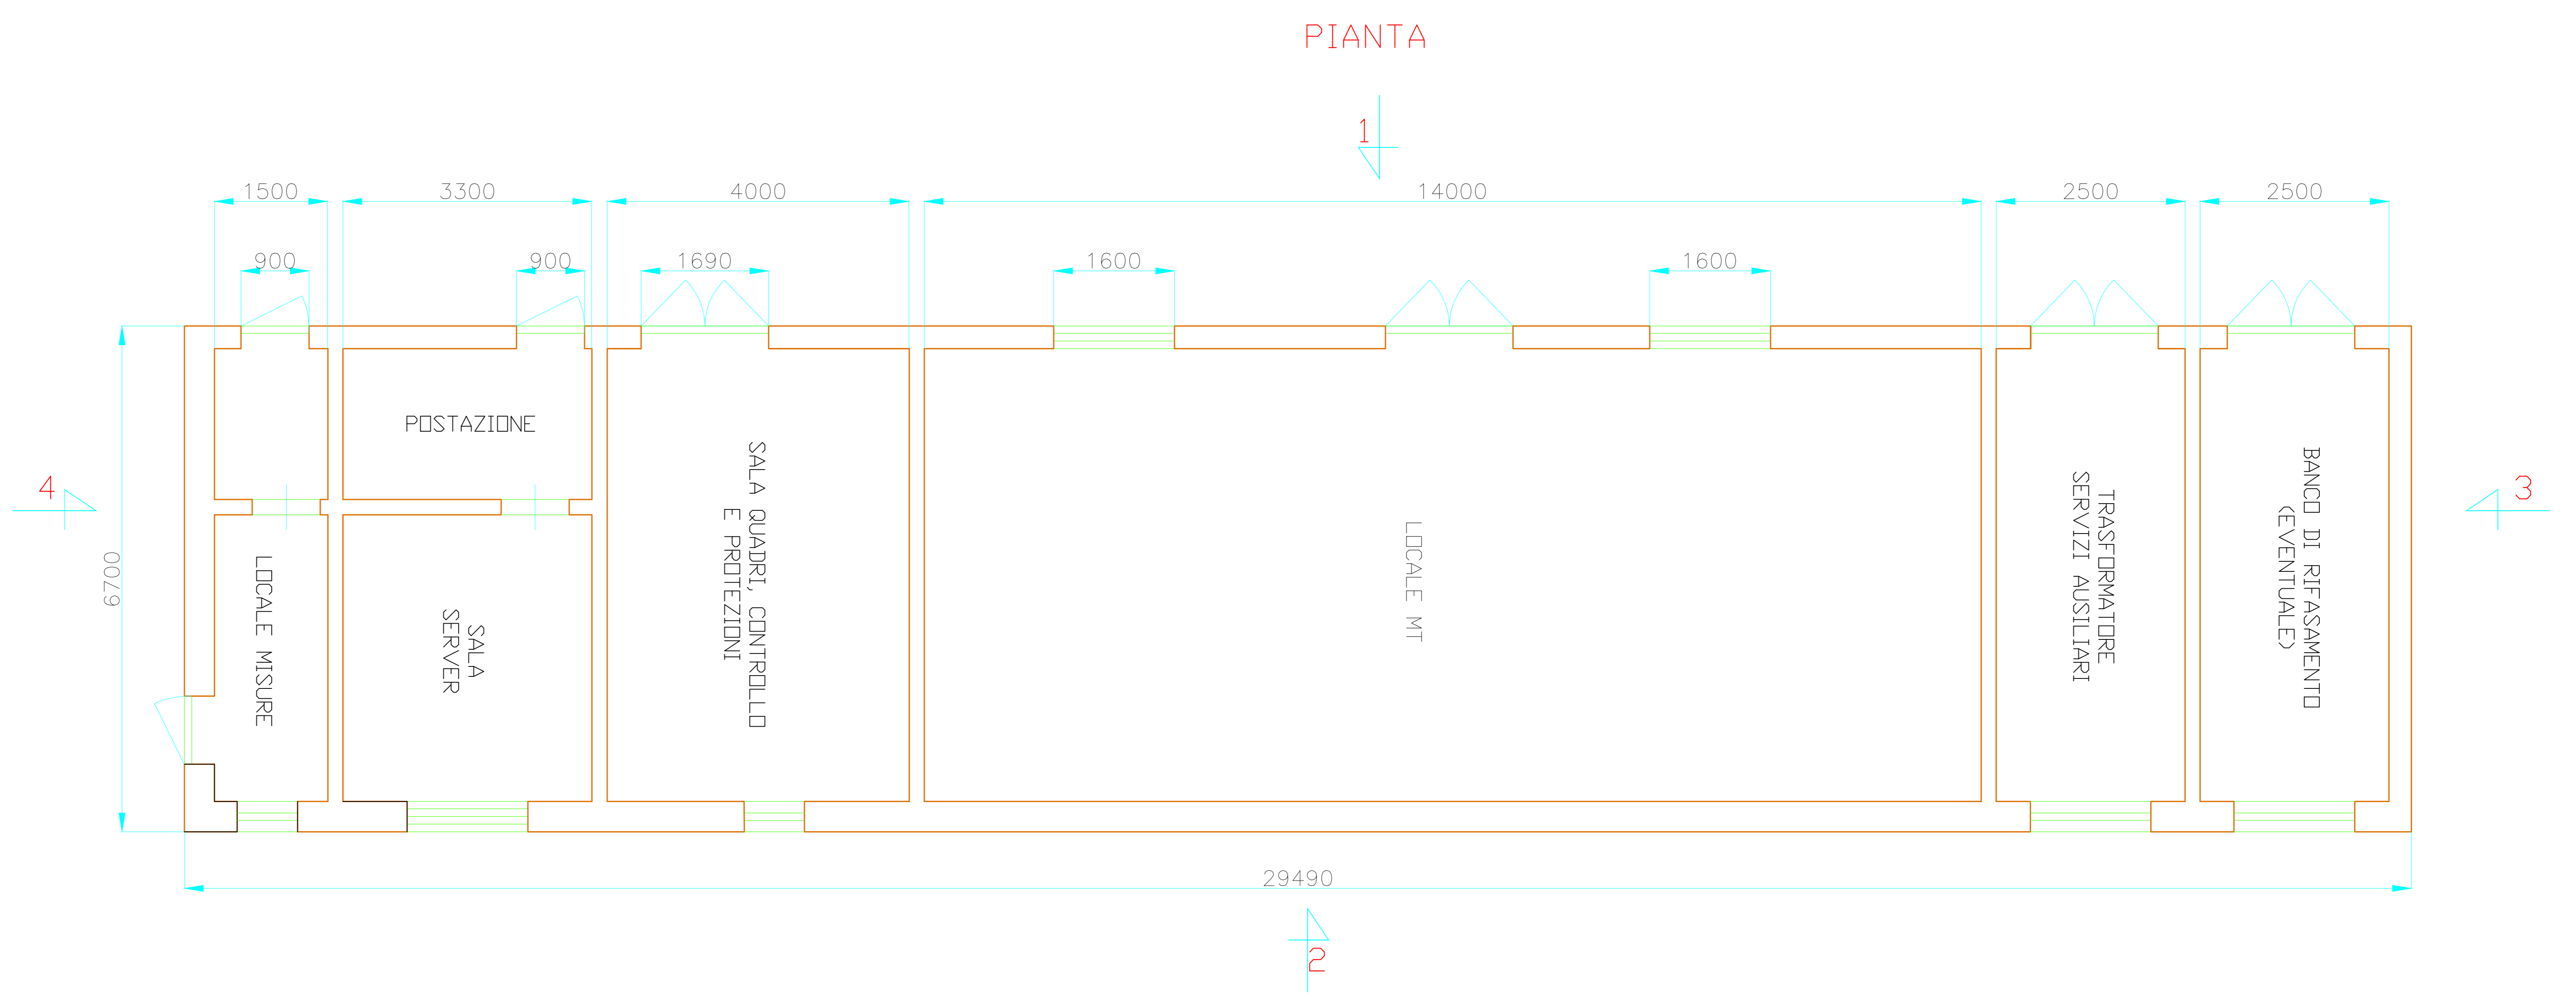 PIANTA
1
1500
3300
4000
14000
2500
2500
900
900
1690
1600
1600
POSTAZIONE
4
3
6700
LOCALE MISURE
SALA
SERVER
SALA QUADRI, CONTROLLO
E PROTEZIONI
LOCALE MT
TRASFORMATORE
SERVIZI AUSILIARI
BANCO DI RIFASAMENTO
(EVENTUALE)
29490
2